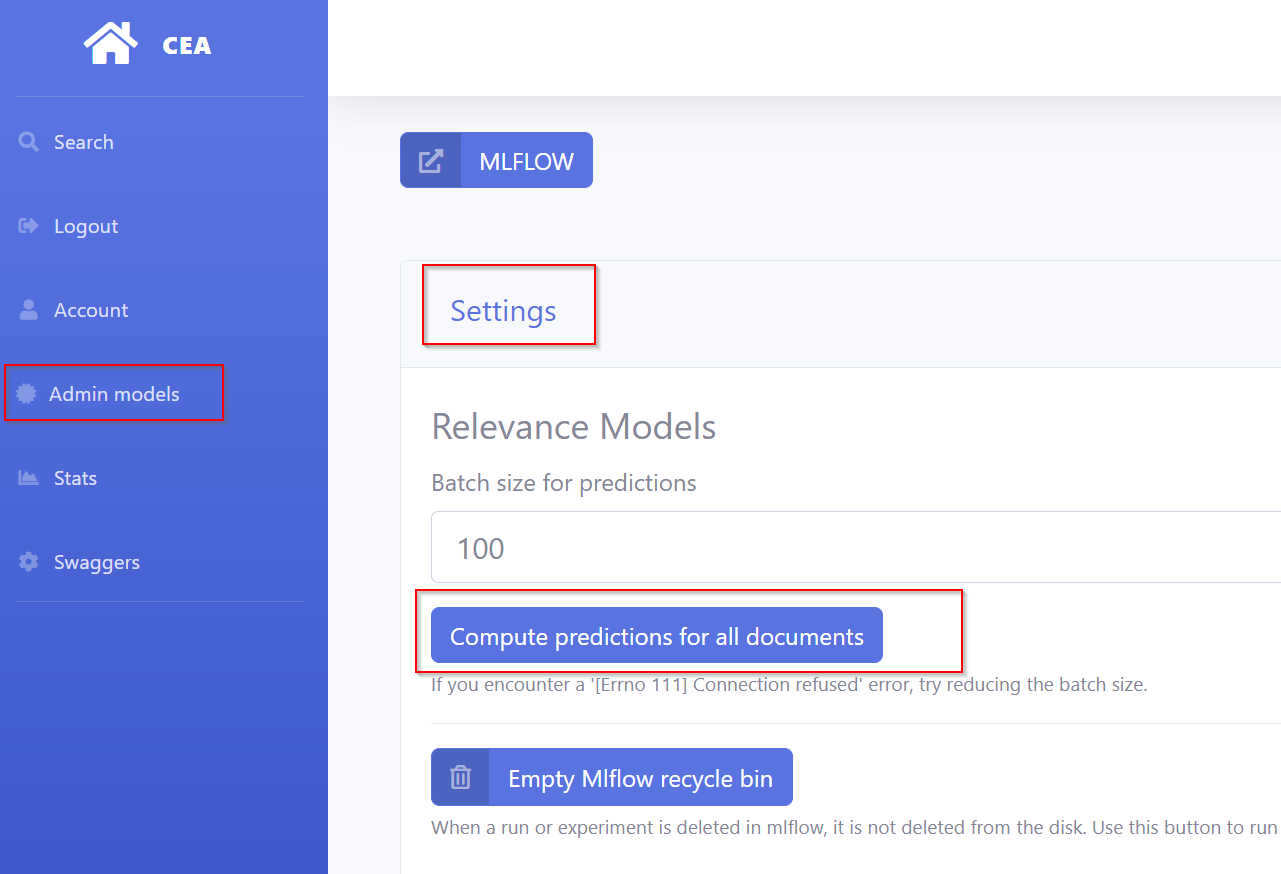 CEA
Search
Logout
Account
Admin models
Stats
Swaggers
MLFLOW
Settings
Relevance Models
Batch size for predictions
100
Compute predictions for all documents
If you encounter a '[Errno 111] Connection refused' error, try reducing the batch size.
Empty Mlflow recycle bin
When a run or experiment is deleted in mlflow, it is not deleted from the disk. Use this button to run